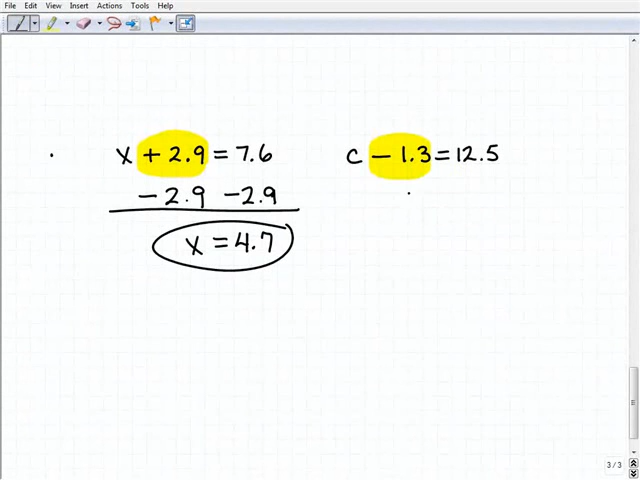 File Edit View Insert Actions Tools Help
x + 2.9 = 7.6
- 2.9 - 2.9
x = 4.7
c - 1.3 = 12.5
3 / 3